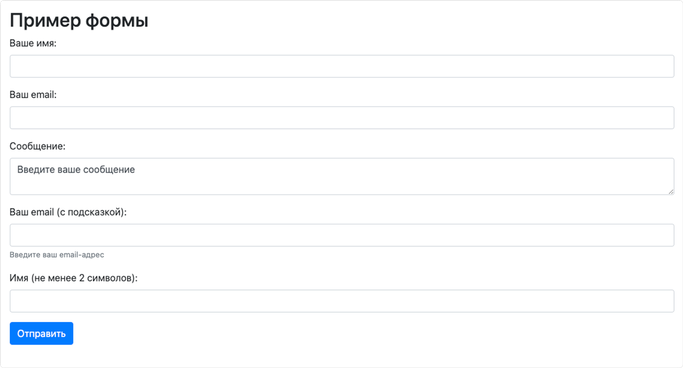 Пример формы
Ваше имя:
Ваш email:
Сообщение:
Введите ваше сообщение
Ваш email (с подсказкой):
Введите ваш email-адрес
Имя (не менее 2 символов):
Отправить